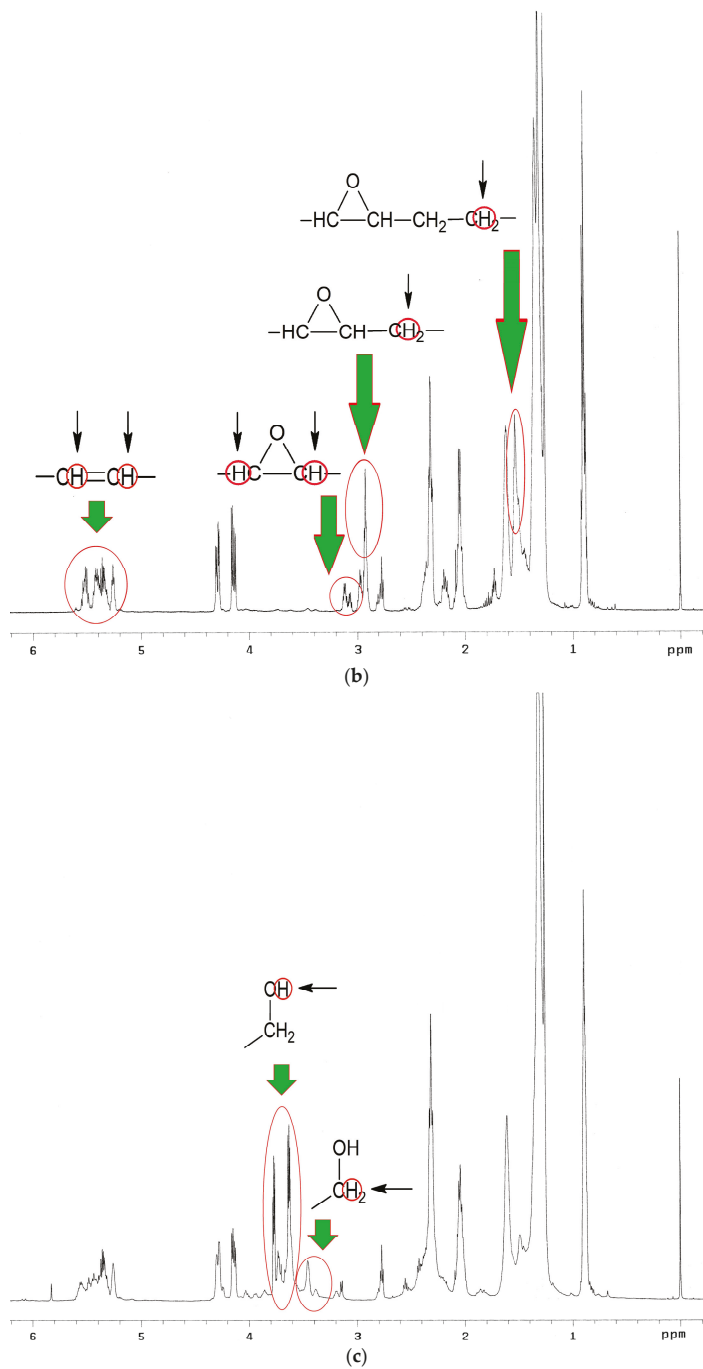 O
–HC CH–CH2–CH2–
O
–HC CH–CH2–
O
–CH=CH– –HC CH–
6 5 4 3 2 1 ppm
(b)
OH
CH2
OH
CH2
6 5 4 3 2 1 ppm
(c)